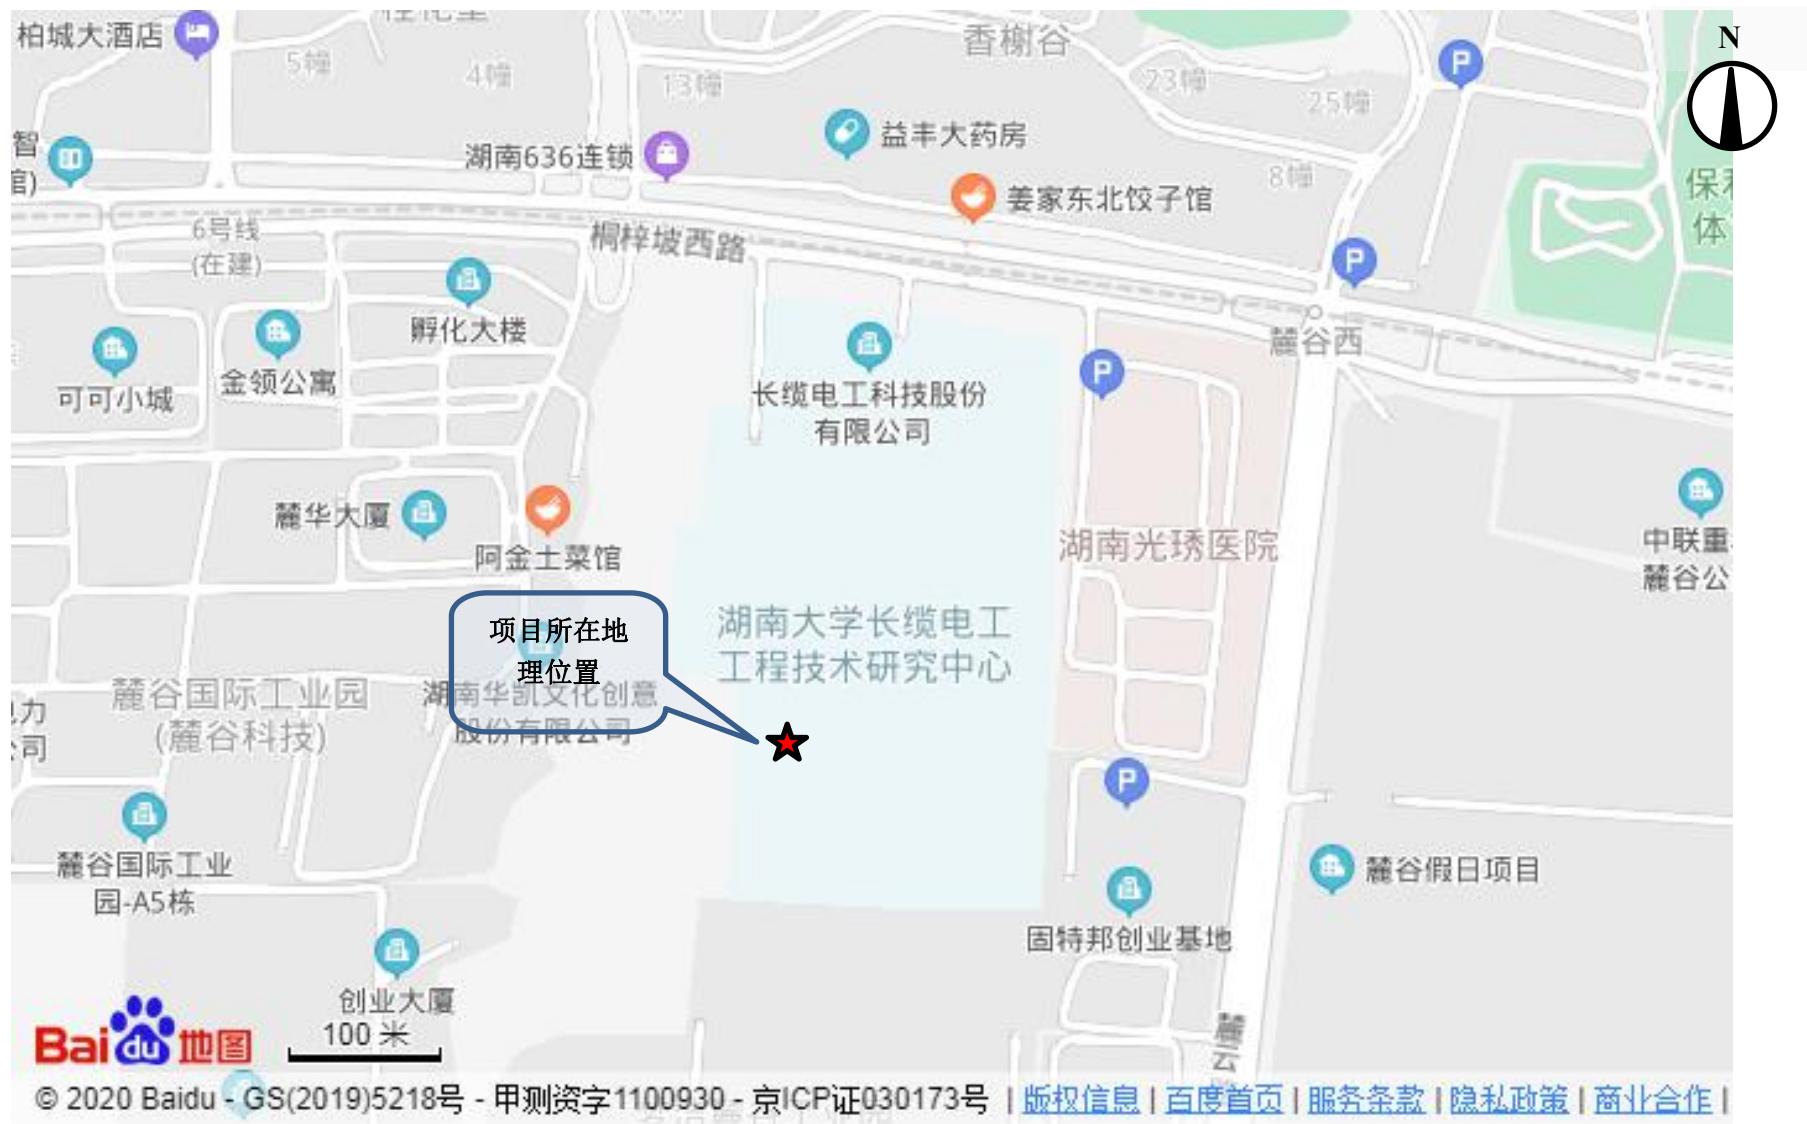 柏城大酒店
5幢
4幢
13幢
香榭谷
23幢
25幢
8幢
P
N
智
湖南636连锁
益丰大药房
姜家东北饺子馆
6号线
(在建)
桐梓坡西路
P
孵化大楼
可可小城
金领公寓
长缆电工科技股份
有限公司
P
麓谷西
麓华大厦
阿金土菜馆
湖南光琇医院
中联重
麓谷公
项目所在地
理位置
湖南大学长缆电工
工程技术研究中心
麓谷国际工业园
(麓谷科技)
湖南华凯文化创意
股份有限公司
力
司
P
麓谷国际工业
园-A5栋
麓谷假日项目
固特邦创业基地
创业大厦
麓云
Bai du 地图
100 米
© 2020 Baidu - GS(2019)5218号 - 甲测资字1100930 - 京ICP证030173号 | 版权信息 | 百度首页 | 服务条款 | 隐私政策 | 商业合作 |